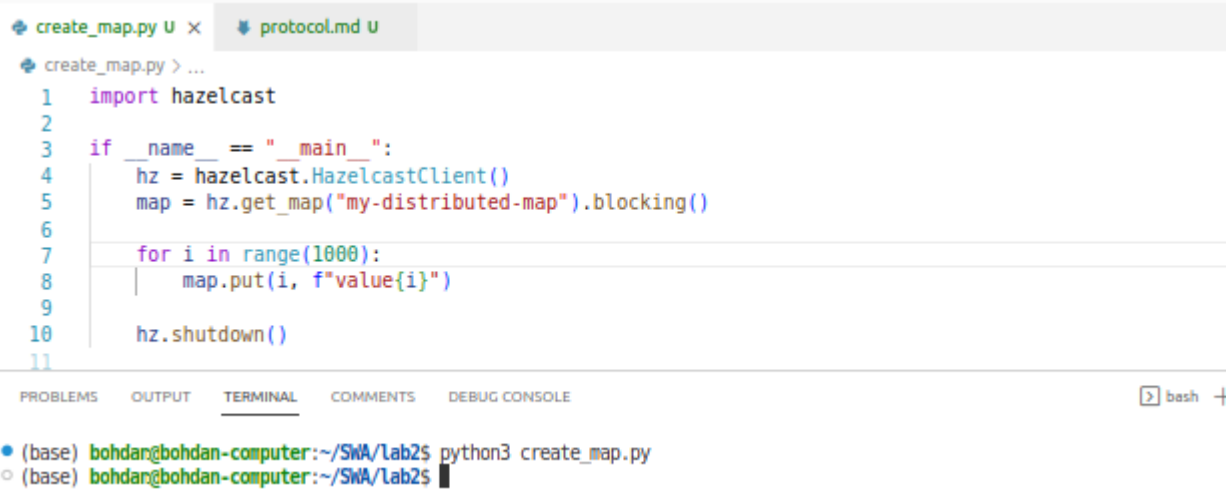 create_map.py U ×
protocol.md U
create_map.py > ...
1 import hazelcast
2
3 if __name__ == "__main__":
4     hz = hazelcast.HazelcastClient()
5     map = hz.get_map("my-distributed-map").blocking()
6
7     for i in range(1000):
8         map.put(i, f"value{i}")
9
10     hz.shutdown()
11
PROBLEMS OUTPUT TERMINAL COMMENTS DEBUG CONSOLE bash +
(base) bohdan@bohdan-computer:~/SWA/lab2$ python3 create_map.py
(base) bohdan@bohdan-computer:~/SWA/lab2$